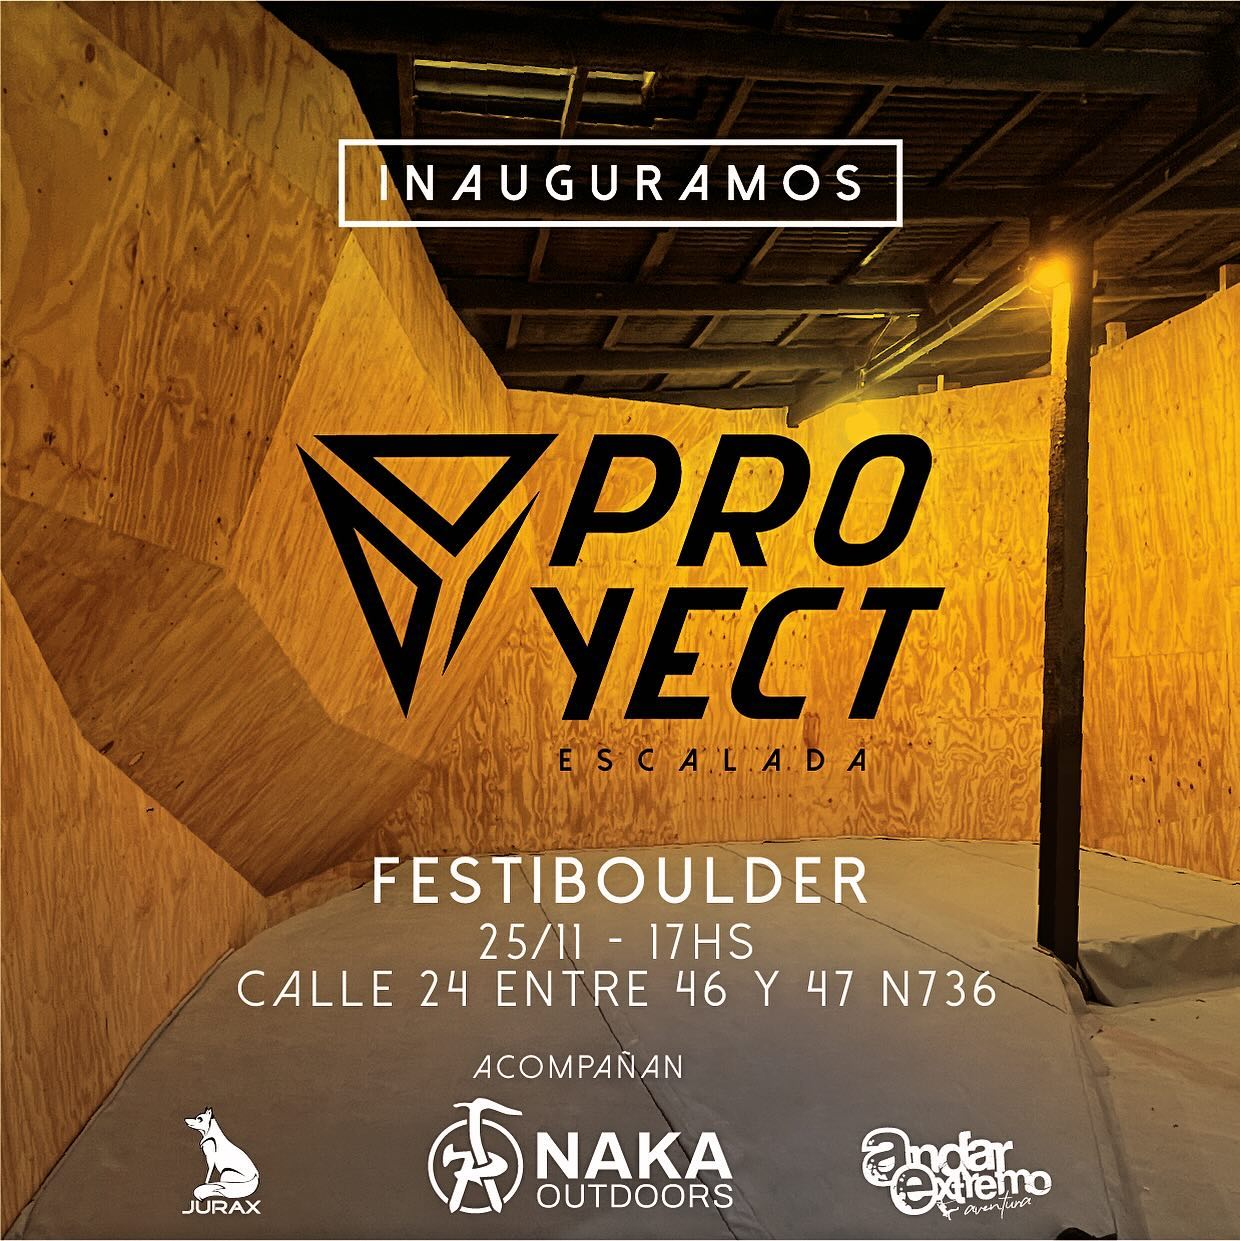 INAUGURAMOS
PRO
YECT
ESCALADA
FESTIBOULDER
25/11 - 17HS
CALLE 24 ENTRE 46 Y 47 N736
ACOMPAÑAN
JURAX
NAKA
OUTDOORS
andar
extremo
+ aventura